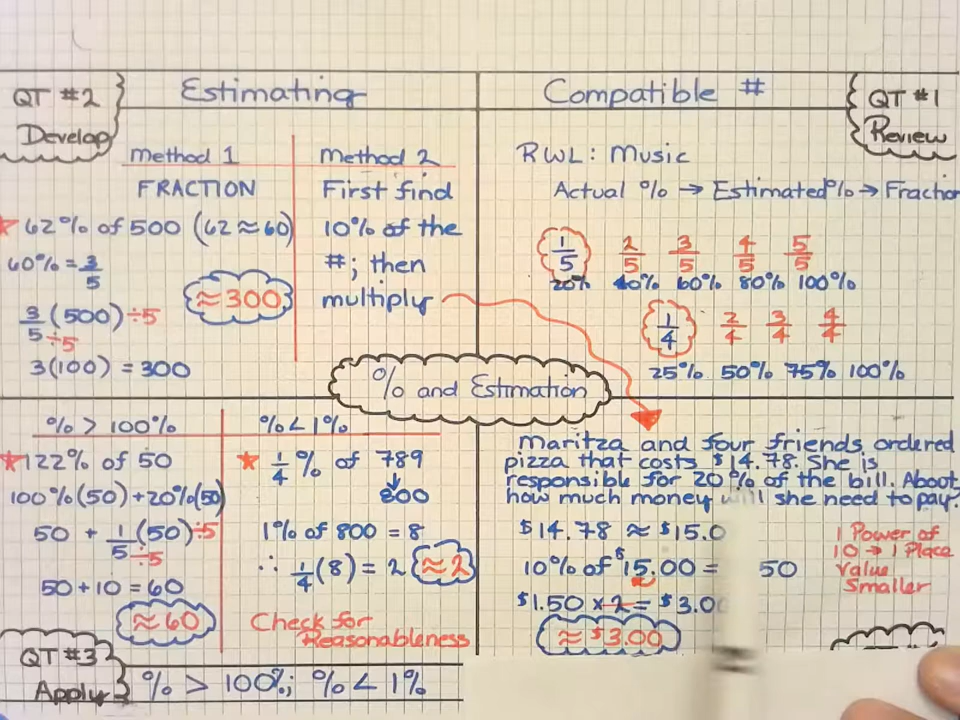 QT #2
Develop
Estimating
Method 1
FRACTION
62% of 500 (62≈60)
60% = 3/5
3/5 (500) ÷5
÷5
3(100) = 300
≈300
Method 2
First find
10% of the
#; then
multiply
Compatible #
QT #1
Review
RWL: Music
Actual % → Estimated% → Fraction
1/5 2/5 3/5 4/5 5/5
20% 40% 60% 80% 100%
1/4 2/4 3/4 4/4
25% 50% 75% 100%
% and Estimation
% > 100%
122% of 50
100%(50)+20%(50)
50 + 1/5 (50) ÷5
÷5
50 + 10 = 60
≈60
% < 1%
1/4 % of 789
800
1% of 800 = 8
∴ 1/4 (8) = 2 ≈2
Check for
Reasonableness
QT #3
Apply
% > 100%; % < 1%
Maritza and four friends ordered
pizza that costs $14.78. She is
responsible for 20% of the bill. About
how much money she need to pay?
$14.78 ≈ $15.0
10% of $15.00 = 50
$1.50 × 2 = $3.00
≈ $3.00
1 Power of
10 → 1 Place
Value
Smaller